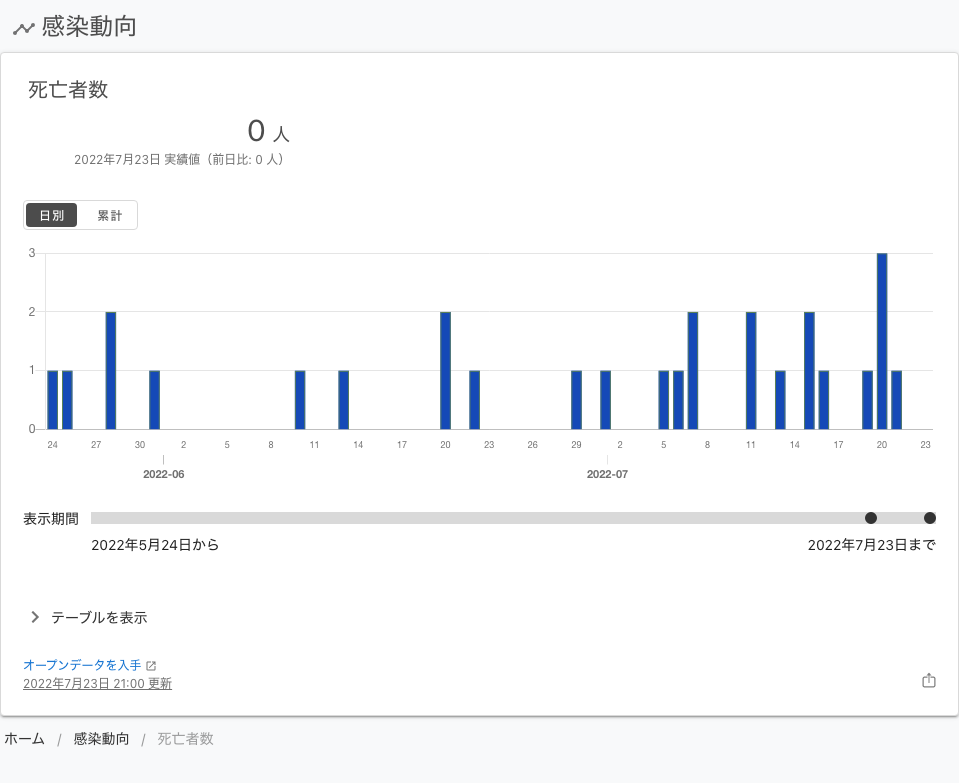 感染動向
死亡者数
0 人
2022年7月23日 実績値（前日比: 0 人）
日別 累計
3
2
1
0
24 27 30 2 5 8 11 14 17 20 23 26 29 2 5 8 11 14 17 20 23
2022-06 2022-07
表示期間
2022年5月24日から 2022年7月23日まで
テーブルを表示
オープンデータを入手
2022年7月23日 21:00 更新
ホーム / 感染動向 / 死亡者数